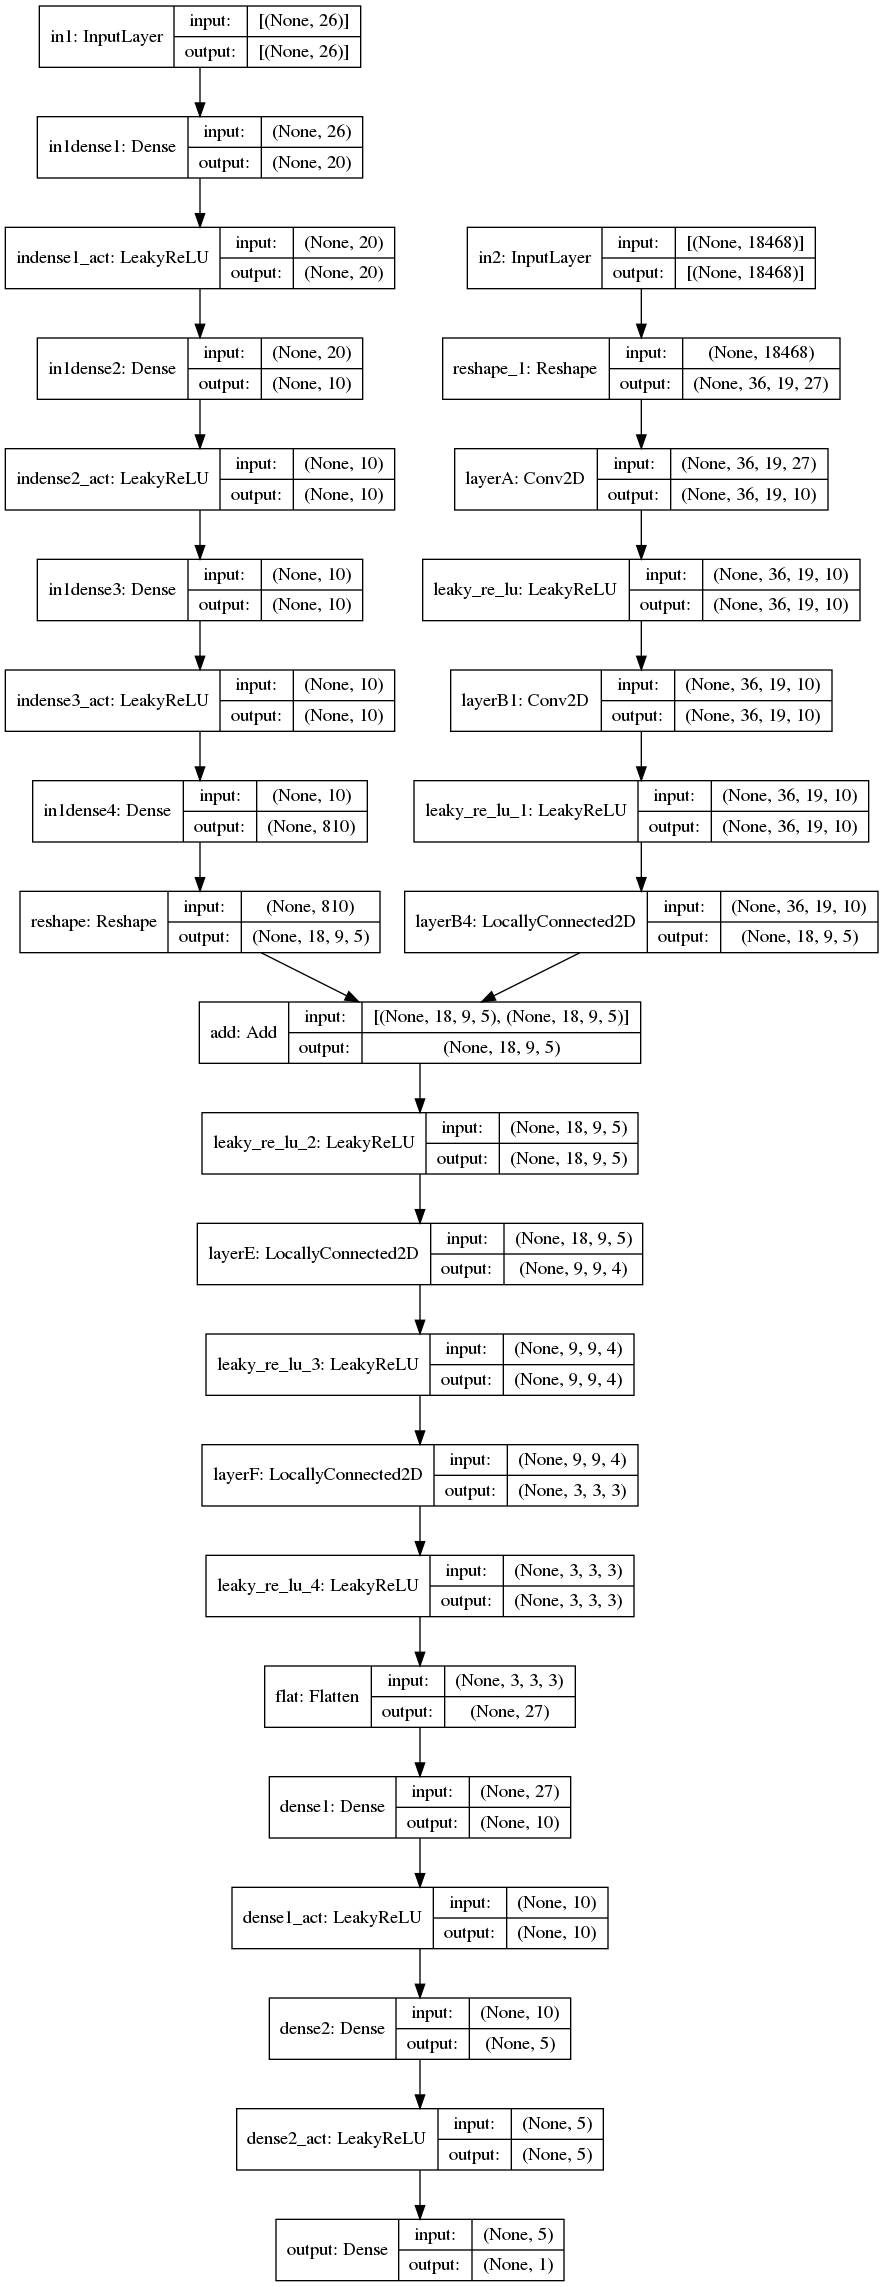 in1: InputLayer
input:
[(None, 26)]
output:
[(None, 26)]
in1dense1: Dense
input:
(None, 26)
output:
(None, 20)
indense1_act: LeakyReLU
input:
(None, 20)
output:
(None, 20)
in2: InputLayer
input:
[(None, 18468)]
output:
[(None, 18468)]
in1dense2: Dense
input:
(None, 20)
output:
(None, 10)
reshape_1: Reshape
input:
(None, 18468)
output:
(None, 36, 19, 27)
indense2_act: LeakyReLU
input:
(None, 10)
output:
(None, 10)
layerA: Conv2D
input:
(None, 36, 19, 27)
output:
(None, 36, 19, 10)
in1dense3: Dense
input:
(None, 10)
output:
(None, 10)
leaky_re_lu: LeakyReLU
input:
(None, 36, 19, 10)
output:
(None, 36, 19, 10)
indense3_act: LeakyReLU
input:
(None, 10)
output:
(None, 10)
layerB1: Conv2D
input:
(None, 36, 19, 10)
output:
(None, 36, 19, 10)
in1dense4: Dense
input:
(None, 10)
output:
(None, 810)
leaky_re_lu_1: LeakyReLU
input:
(None, 36, 19, 10)
output:
(None, 36, 19, 10)
reshape: Reshape
input:
(None, 810)
output:
(None, 18, 9, 5)
layerB4: LocallyConnected2D
input:
(None, 36, 19, 10)
output:
(None, 18, 9, 5)
add: Add
input:
[(None, 18, 9, 5), (None, 18, 9, 5)]
output:
(None, 18, 9, 5)
leaky_re_lu_2: LeakyReLU
input:
(None, 18, 9, 5)
output:
(None, 18, 9, 5)
layerE: LocallyConnected2D
input:
(None, 18, 9, 5)
output:
(None, 9, 9, 4)
leaky_re_lu_3: LeakyReLU
input:
(None, 9, 9, 4)
output:
(None, 9, 9, 4)
layerF: LocallyConnected2D
input:
(None, 9, 9, 4)
output:
(None, 3, 3, 3)
leaky_re_lu_4: LeakyReLU
input:
(None, 3, 3, 3)
output:
(None, 3, 3, 3)
flat: Flatten
input:
(None, 3, 3, 3)
output:
(None, 27)
dense1: Dense
input:
(None, 27)
output:
(None, 10)
dense1_act: LeakyReLU
input:
(None, 10)
output:
(None, 10)
dense2: Dense
input:
(None, 10)
output:
(None, 5)
dense2_act: LeakyReLU
input:
(None, 5)
output:
(None, 5)
output: Dense
input:
(None, 5)
output:
(None, 1)